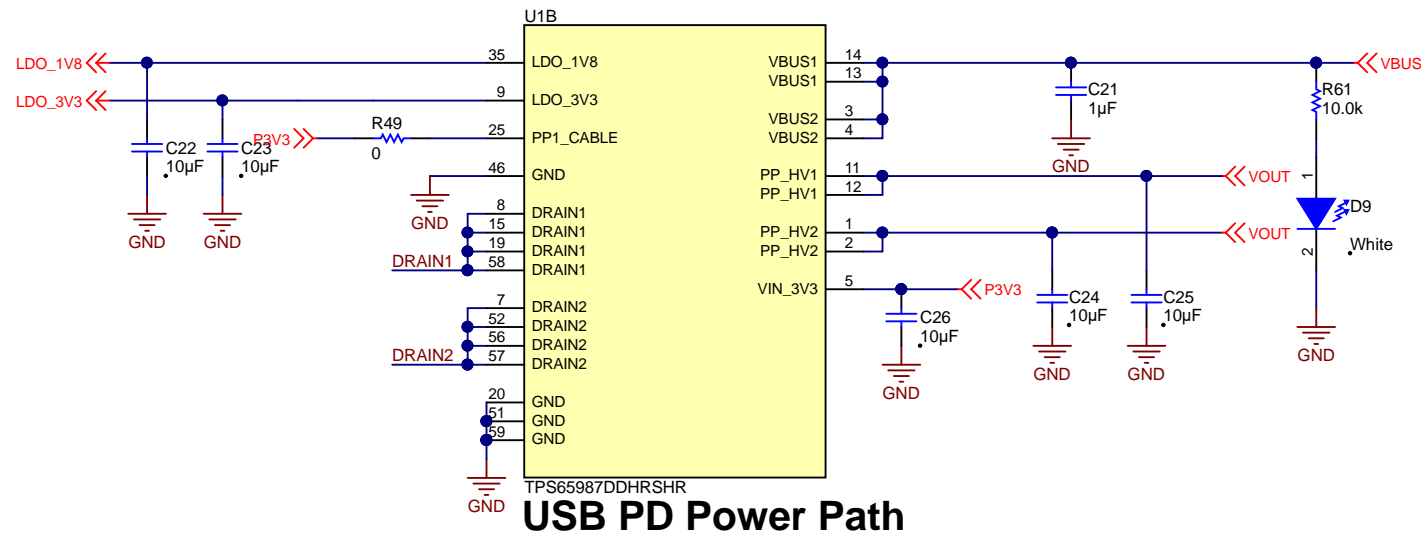 U1B
LDO_1V8
35
LDO_1V8
LDO_3V3
9
LDO_3V3
P3V3
R49
0
25
PP1_CABLE
C22
10µF
C23
10µF
GND
GND
46
GND
GND
8
DRAIN1
15
DRAIN1
19
DRAIN1
58
DRAIN1
DRAIN1
7
DRAIN2
52
DRAIN2
56
DRAIN2
57
DRAIN2
DRAIN2
20
GND
51
GND
59
GND
GND
VBUS1
14
VBUS1
13
VBUS2
3
VBUS2
4
VBUS
C21
1µF
GND
R61
10.0k
PP_HV1
11
PP_HV1
12
VOUT
PP_HV2
1
PP_HV2
2
VOUT
1
D9
White
2
GND
VIN_3V3
5
P3V3
C26
10µF
GND
C24
10µF
GND
C25
10µF
GND
TPS65987DDHRSHR
USB PD Power Path